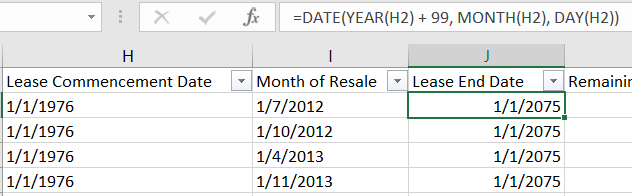 fx =DATE(YEAR(H2) + 99, MONTH(H2), DAY(H2))
H I J
Lease Commencement Date Month of Resale Lease End Date Remainin
1/1/1976 1/7/2012 1/1/2075
1/1/1976 1/10/2012 1/1/2075
1/1/1976 1/4/2013 1/1/2075
1/1/1976 1/11/2013 1/1/2075